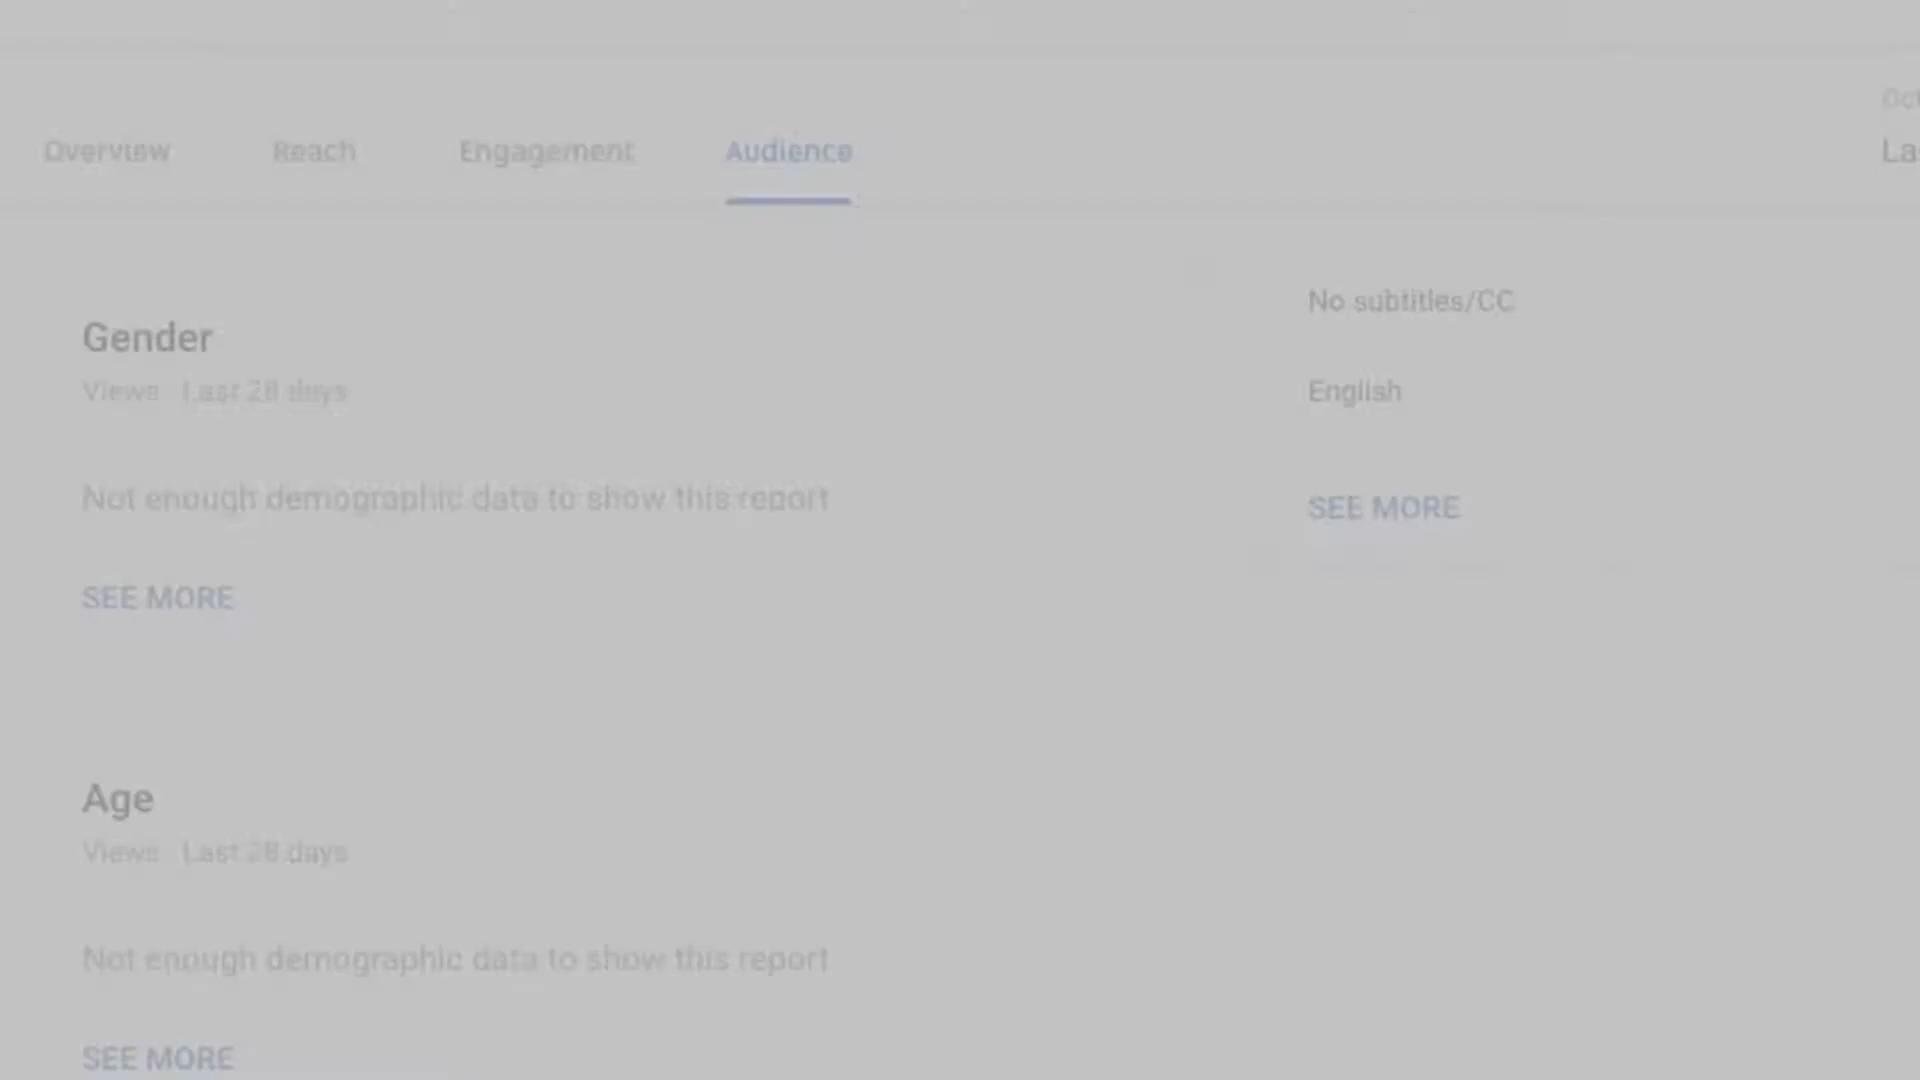 Overview Reach Engagement Audience
Oct
La
Gender
Views · Last 28 days
Not enough demographic data to show this report
SEE MORE
No subtitles/CC
English
SEE MORE
Age
Views · Last 28 days
Not enough demographic data to show this report
SEE MORE